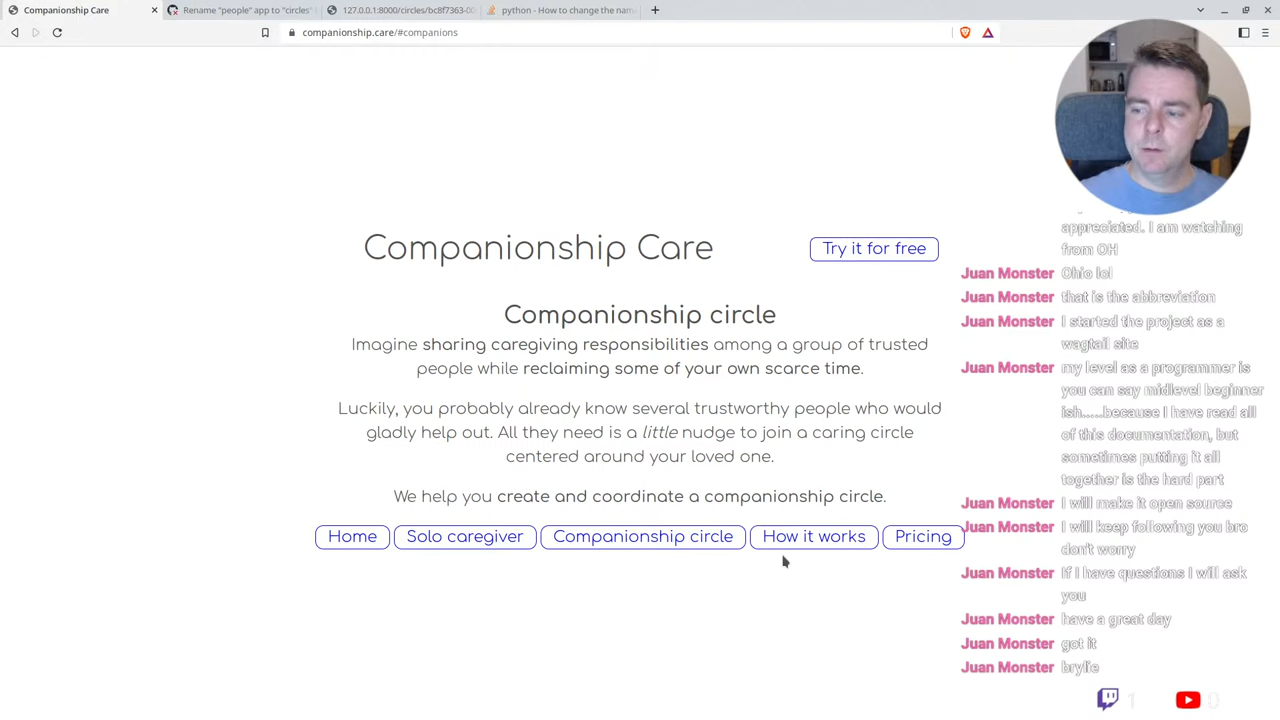 Companionship Care
Rename "people" app to "circles"
127.0.0.1:8000/circles/bc8f7363-00
python - How to change the nam
companionship.care/#companions
Companionship Care
Try it for free
Companionship circle
Imagine sharing caregiving responsibilities among a group of trusted
people while reclaiming some of your own scarce time.
Luckily, you probably already know several trustworthy people who would
gladly help out. All they need is a little nudge to join a caring circle
centered around your loved one.
We help you create and coordinate a companionship circle.
Home
Solo caregiver
Companionship circle
How it works
Pricing
appreciated. I am watching
from OH
Juan Monster Ohio lol
Juan Monster that is the abbreviation
Juan Monster I started the project as a
wagtail site
Juan Monster my level as a programmer is
you can say midlevel beginner
ish.....because I have read all
of this documentation, but
sometimes putting it all
together is the hard part
Juan Monster I will make it open source
Juan Monster I will keep following you bro
don't worry
Juan Monster If I have questions I will ask
you
Juan Monster have a great day
Juan Monster got it
Juan Monster brylie
1
0